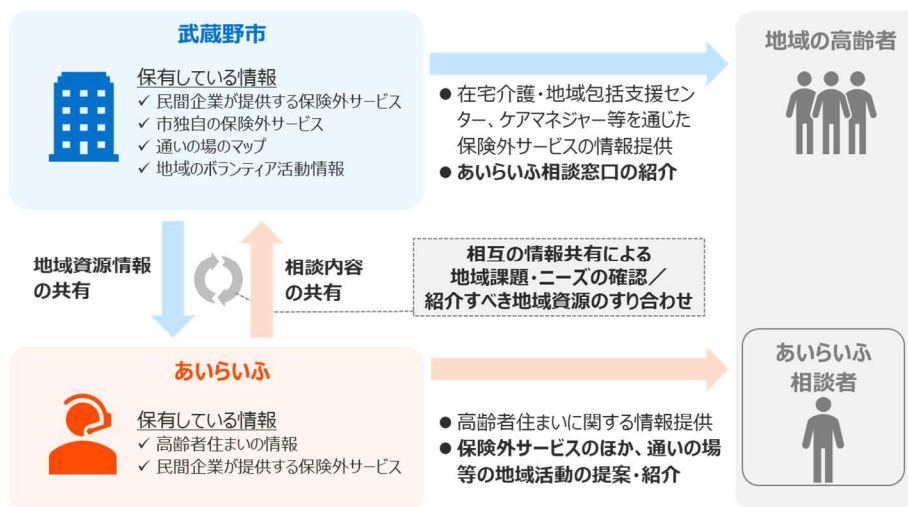 武蔵野市
保有している情報
✓ 民間企業が提供する保険外サービス
✓ 市独自の保険外サービス
✓ 通いの場のマップ
✓ 地域のボランティア活動情報
● 在宅介護・地域包括支援セン
ター、ケアマネジャー等を通じた
保険外サービスの情報提供
● あいらいふ相談窓口の紹介
地域の高齢者
地域資源情報
の共有
相談内容
の共有
相互の情報共有による
地域課題・ニーズの確認／
紹介すべき地域資源のすり合わせ
あいらいふ
保有している情報
✓ 高齢者住まいの情報
✓ 民間企業が提供する保険外サービス
● 高齢者住まいに関する情報提供
● 保険外サービスのほか、通いの場
等の地域活動の提案・紹介
あいらいふ
相談者